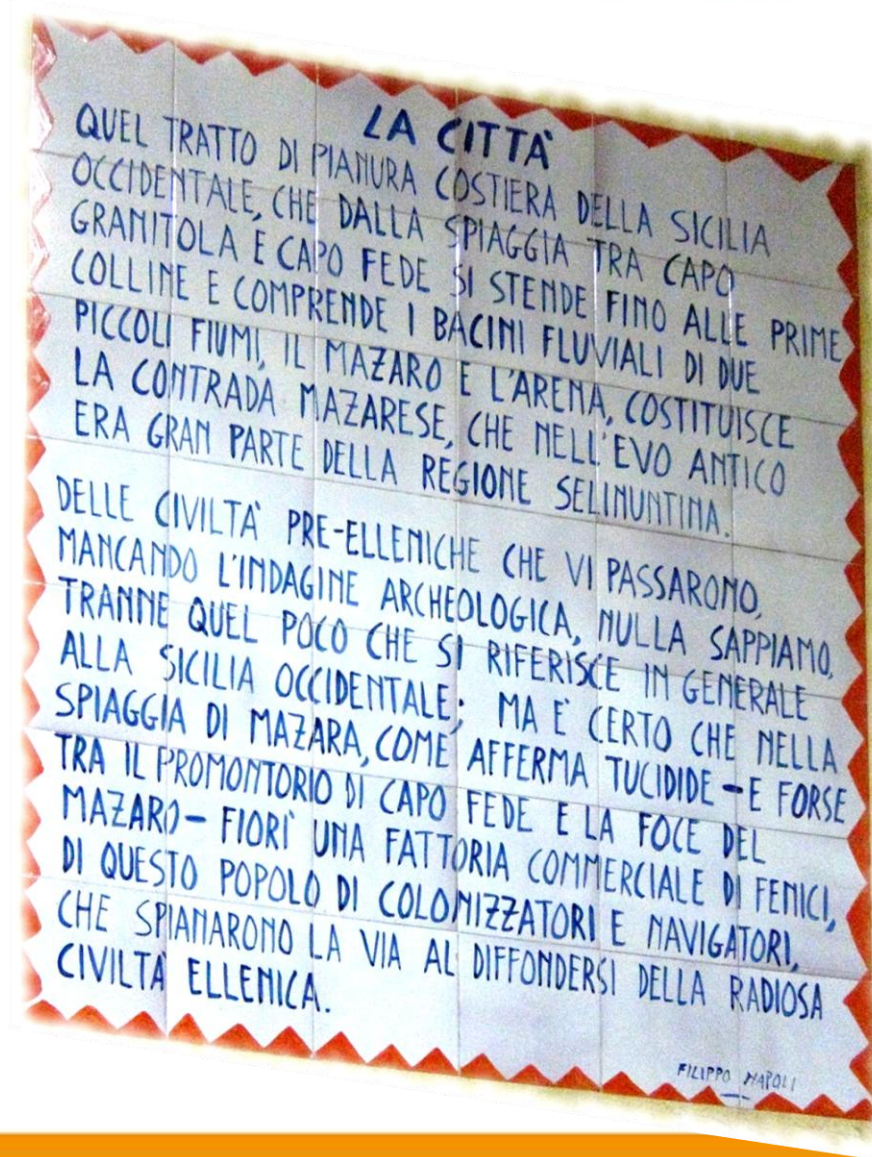 LA CITTÀ
QUEL TRATTO DI PIANURA COSTIERA DELLA SICILIA
OCCIDENTALE, CHE DALLA SPIAGGIA TRA CAPO
GRANITOLA E CAPO FEDE SI STENDE FINO ALLE PRIME
COLLINE E COMPRENDE I BACINI FLUVIALI DI DUE
PICCOLI FIUMI, IL MAZARO E L'ARENA, COSTITUISCE
LA CONTRADA MAZARESE, CHE NELL'EVO ANTICO
ERA GRAN PARTE DELLA REGIONE SELINUNTINA.
DELLE CIVILTÀ PRE-ELLENICHE CHE VI PASSARONO,
MANCANDO L'INDAGINE ARCHEOLOGICA, NULLA SAPPIAMO,
TRANNE QUEL POCO CHE SI RIFERISCE IN GENERALE
ALLA SICILIA OCCIDENTALE; MA E' CERTO CHE NELLA
SPIAGGIA DI MAZARA, COME AFFERMA TUCIDIDE - E FORSE
TRA IL PROMONTORIO DI CAPO FEDE E LA FOCE DEL
MAZARO - FIORÌ UNA FATTORIA COMMERCIALE DI FENICI,
DI QUESTO POPOLO DI COLONIZZATORI E NAVIGATORI,
CHE SPIANARONO LA VIA AL DIFFONDERSI DELLA RADIOSA
CIVILTÀ ELLENICA.
FILIPPO NAPOLI